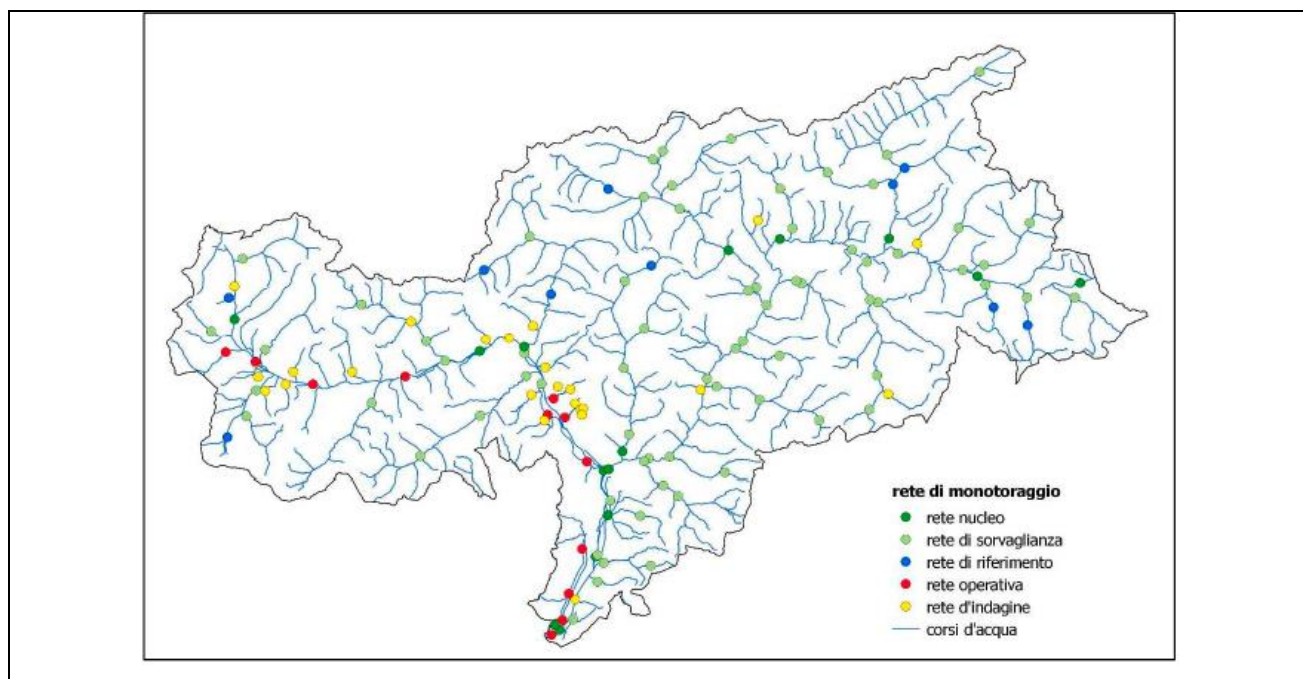 rete di monotoraggio
rete nucleo
rete di sorvaglianza
rete di riferimento
rete operativa
rete d'indagine
corsi d'acqua